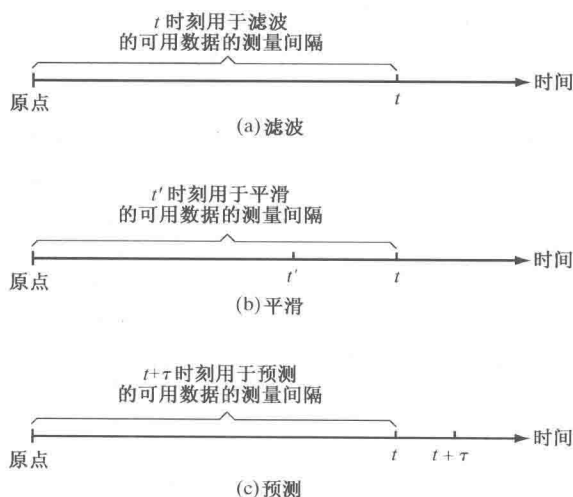 t 时刻用于滤波
的可用数据的测量间隔
时间
原点
t
(a)滤波
t′ 时刻用于平滑
的可用数据的测量间隔
时间
原点
t′
t
(b)平滑
t+τ 时刻用于预测
的可用数据的测量间隔
时间
原点
t
t + τ
(c)预测